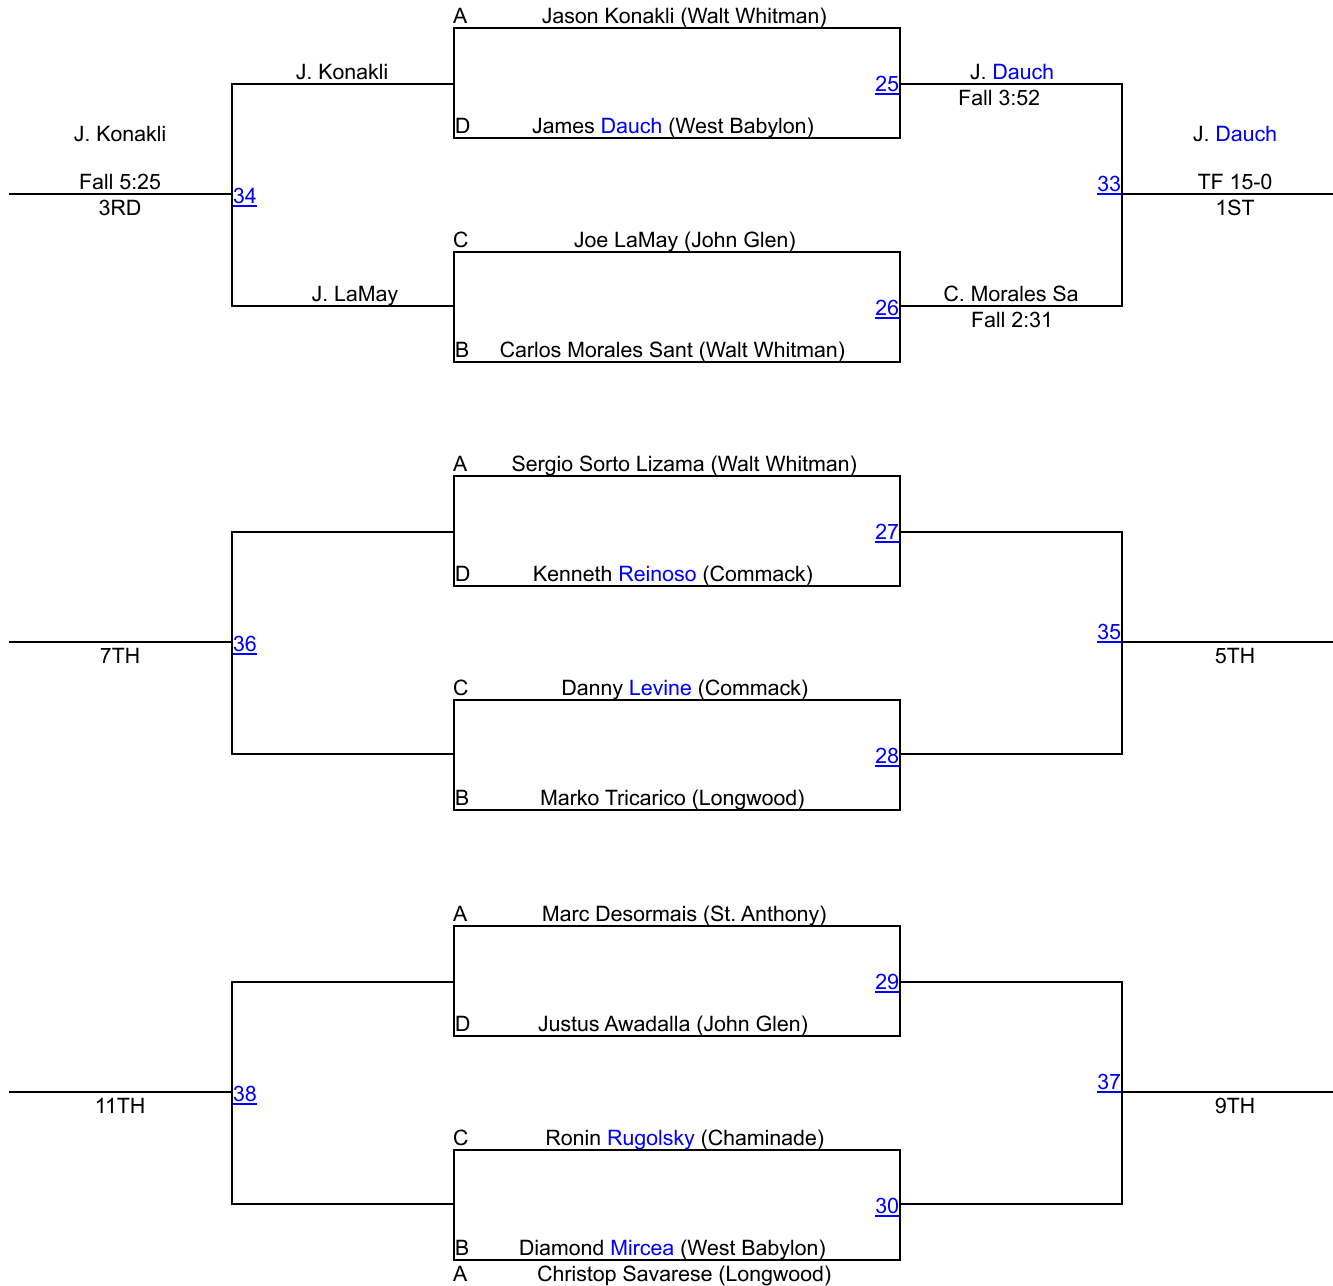 A Jason Konakli (Walt Whitman)
J. Konakli
25
J. Dauch
Fall 3:52
D James Dauch (West Babylon)
J. Konakli
Fall 5:25
3RD
34
33
J. Dauch
TF 15-0
1ST
C Joe LaMay (John Glen)
J. LaMay
26
C. Morales Sa
Fall 2:31
B Carlos Morales Sant (Walt Whitman)
A Sergio Sorto Lizama (Walt Whitman)
27
D Kenneth Reinoso (Commack)
7TH
36
35
5TH
C Danny Levine (Commack)
28
B Marko Tricarico (Longwood)
A Marc Desormais (St. Anthony)
29
D Justus Awadalla (John Glen)
11TH
38
37
9TH
C Ronin Rugolsky (Chaminade)
30
B Diamond Mircea (West Babylon)
A Christop Savarese (Longwood)